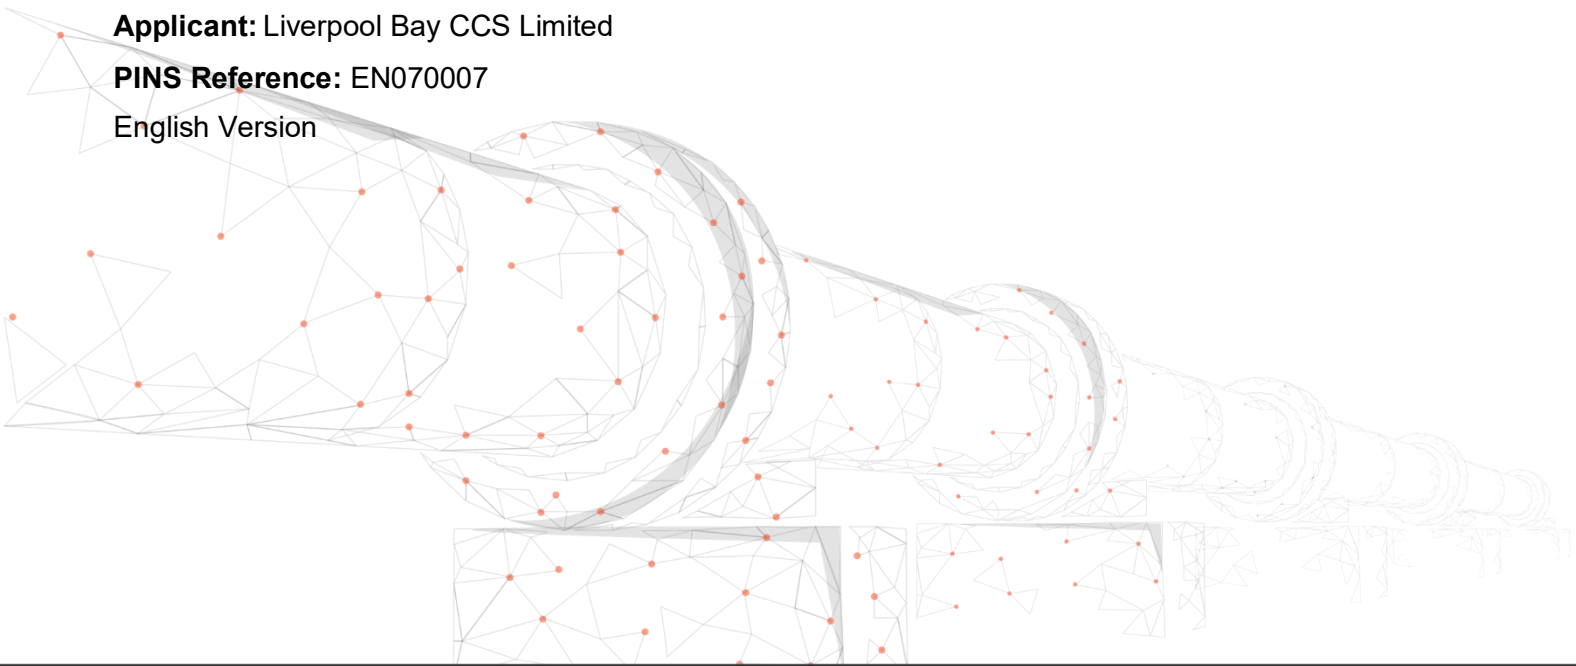 Applicant: Liverpool Bay CCS Limited
PINS Reference: EN070007
English Version